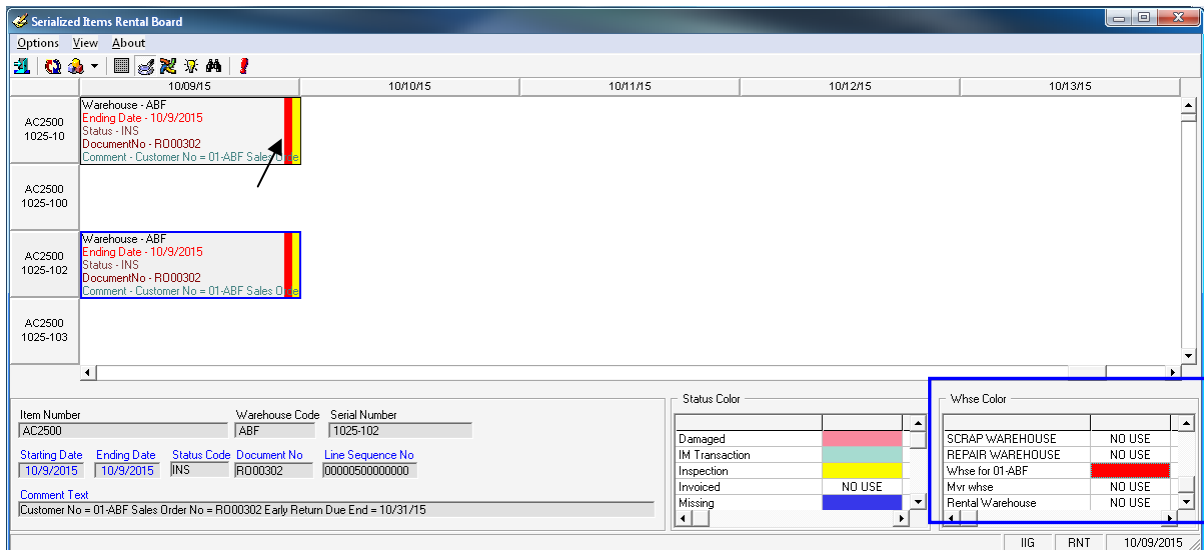 Serialized Items Rental Board
Options View About
10/09/15 10/10/15 10/11/15 10/12/15 10/13/15
AC2500
1025-10
Warehouse - ABF
Ending Date - 10/9/2015
Status - INS
DocumentNo - RO00302
Comment - Customer No = 01-ABF Sales Orde
AC2500
1025-100
AC2500
1025-102
Warehouse - ABF
Ending Date - 10/9/2015
Status - INS
DocumentNo - RO00302
Comment - Customer No = 01-ABF Sales Orde
AC2500
1025-103
Item Number Warehouse Code Serial Number
AC2500 ABF 1025-102
Starting Date Ending Date Status Code Document No Line Sequence No
10/9/2015 10/9/2015 INS RO00302 00000500000000
Comment Text
Customer No = 01-ABF Sales Order No = RO00302 Early Return Due End = 10/31/15
Status Color
Damaged
IM Transaction
Inspection
Invoiced NO USE
Missing
Whse Color
SCRAP WAREHOUSE NO USE
REPAIR WAREHOUSE NO USE
Whse for 01-ABF
Mvr whse NO USE
Rental Warehouse NO USE
IIG RNT 10/09/2015